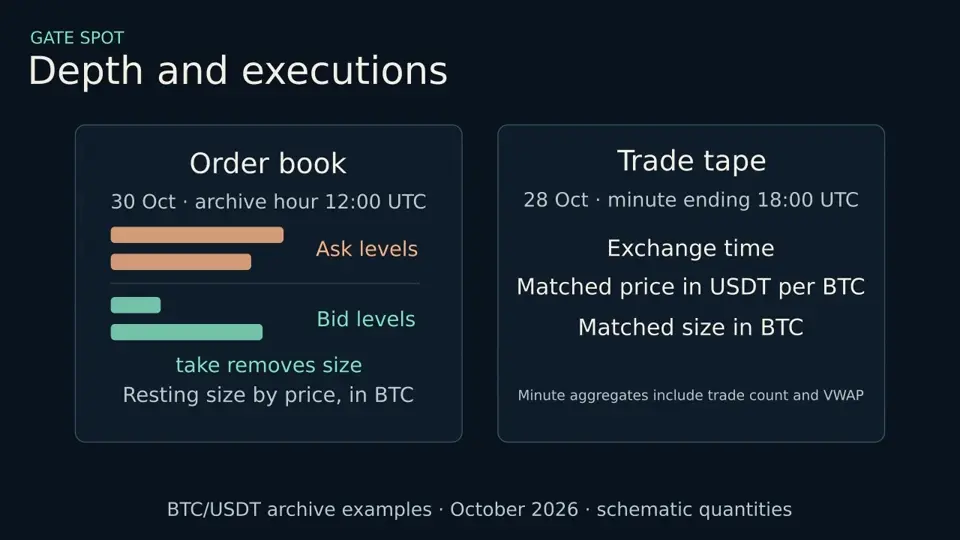 GATE SPOT
Depth and executions
Order book
30 Oct · archive hour 12:00 UTC
Ask levels
Bid levels
take removes size
Resting size by price, in BTC
Trade tape
28 Oct · minute ending 18:00 UTC
Exchange time
Matched price in USDT per BTC
Matched size in BTC
Minute aggregates include trade count and VWAP
BTC/USDT archive examples · October 2026 · schematic quantities